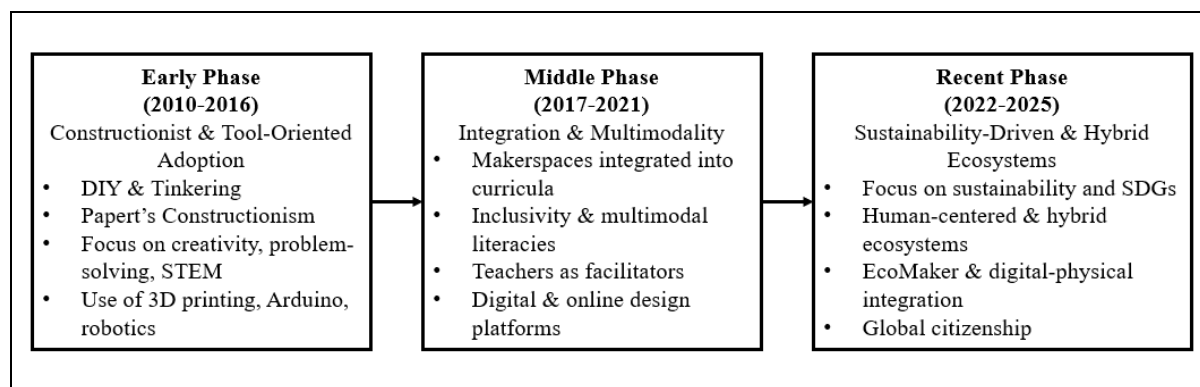 Early Phase
(2010-2016)
Constructionist & Tool-Oriented
Adoption
• DIY & Tinkering
• Papert's Constructionism
• Focus on creativity, problem-
solving, STEM
• Use of 3D printing, Arduino,
robotics
Middle Phase
(2017-2021)
Integration & Multimodality
• Makerspaces integrated into
curricula
• Inclusivity & multimodal
literacies
• Teachers as facilitators
• Digital & online design
platforms
Recent Phase
(2022-2025)
Sustainability-Driven & Hybrid
Ecosystems
• Focus on sustainability and SDGs
• Human-centered & hybrid
ecosystems
• EcoMaker & digital-physical
integration
• Global citizenship